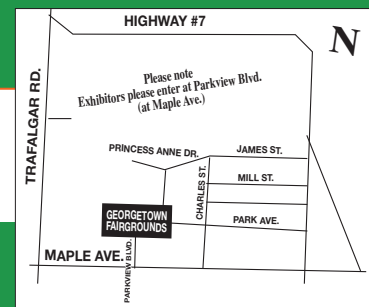 HIGHWAY #7
N
TRAFALGAR RD.
Please note
Exhibitors please enter at Parkview Blvd.
(at Maple Ave.)
PRINCESS ANNE DR.
JAMES ST.
CHARLES ST.
MILL ST.
GEORGETOWN
FAIRGROUNDS
PARK AVE.
MAPLE AVE.
PARKVIEW BLVD.